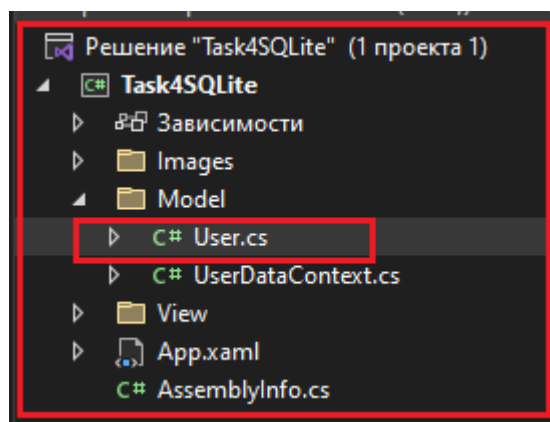 Решение "Task4SQLite" (1 проекта 1)
C# Task4SQLite
Зависимости
Images
Model
C# User.cs
C# UserDataContext.cs
View
App.xaml
C# AssemblyInfo.cs